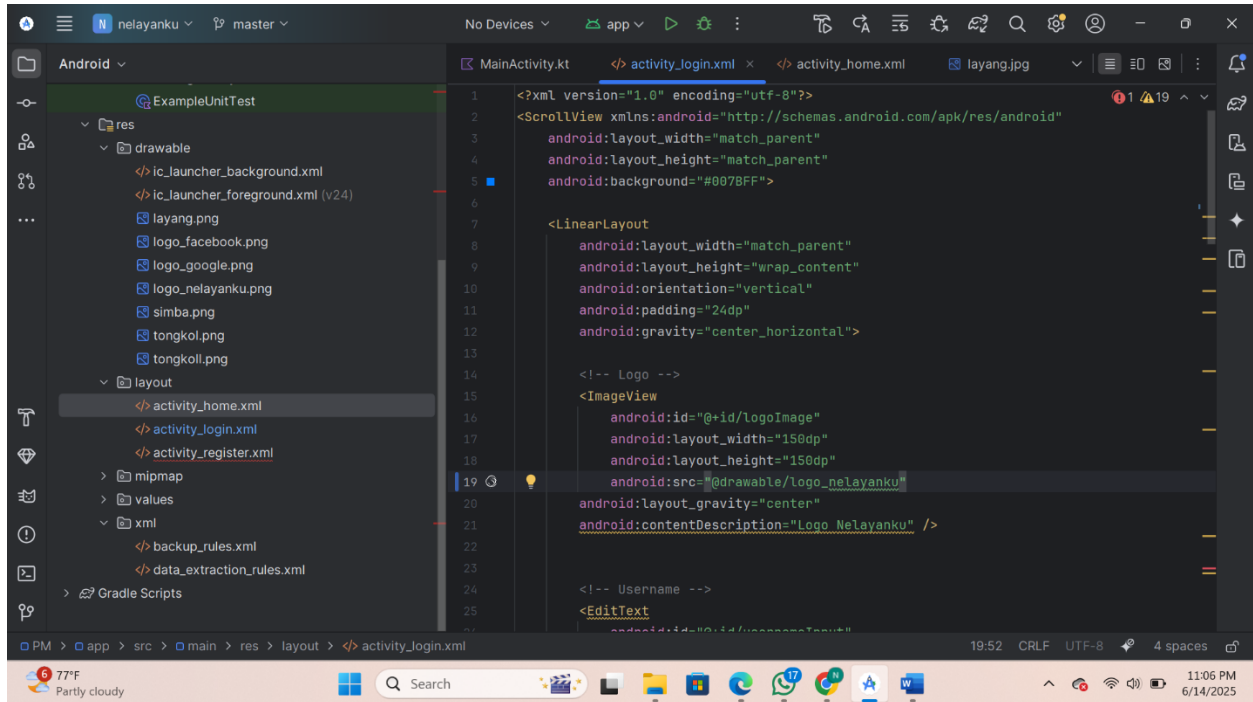 N nelayanku master No Devices app
Android
MainActivity.kt </> activity_login.xml </> activity_home.xml layang.jpg
ExampleUnitTest
res
drawable
</> ic_launcher_background.xml
</> ic_launcher_foreground.xml (v24)
layang.png
logo_facebook.png
logo_google.png
logo_nelayanku.png
simba.png
tongkol.png
tongkoll.png
layout
</> activity_home.xml
</> activity_login.xml
</> activity_register.xml
mipmap
values
xml
</> backup_rules.xml
</> data_extraction_rules.xml
Gradle Scripts
1 19
1 <?xml version="1.0" encoding="utf-8"?>
2 <ScrollView xmlns:android="http://schemas.android.com/apk/res/android"
3 android:layout_width="match_parent"
4 android:layout_height="match_parent"
5 android:background="#007BFF">
6
7 <LinearLayout
8 android:layout_width="match_parent"
9 android:layout_height="wrap_content"
10 android:orientation="vertical"
11 android:padding="24dp"
12 android:gravity="center_horizontal">
13
14 <!-- Logo -->
15 <ImageView
16 android:id="@+id/logoImage"
17 android:layout_width="150dp"
18 android:layout_height="150dp"
19 android:src="@drawable/logo_nelayanku"
20 android:layout_gravity="center"
21 android:contentDescription="Logo Nelayanku" />
22
23
24 <!-- Username -->
25 <EditText
android:id="@+id/usernameInput"
PM > app > src > main > res > layout > </> activity_login.xml
19:52 CRLF UTF-8 4 spaces
6 77°F
Partly cloudy
Search
17
11:06 PM
6/14/2025